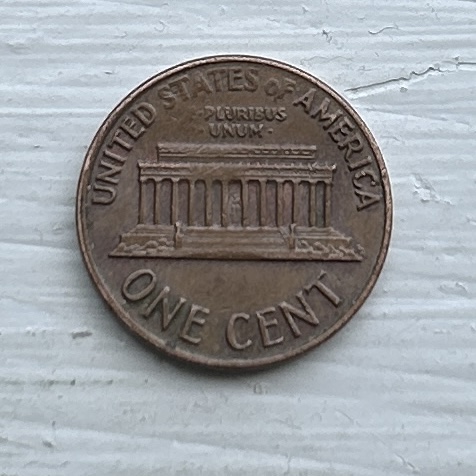 UNITED STATES OF AMERICA
·PLURIBUS
UNUM·
ONE CENT